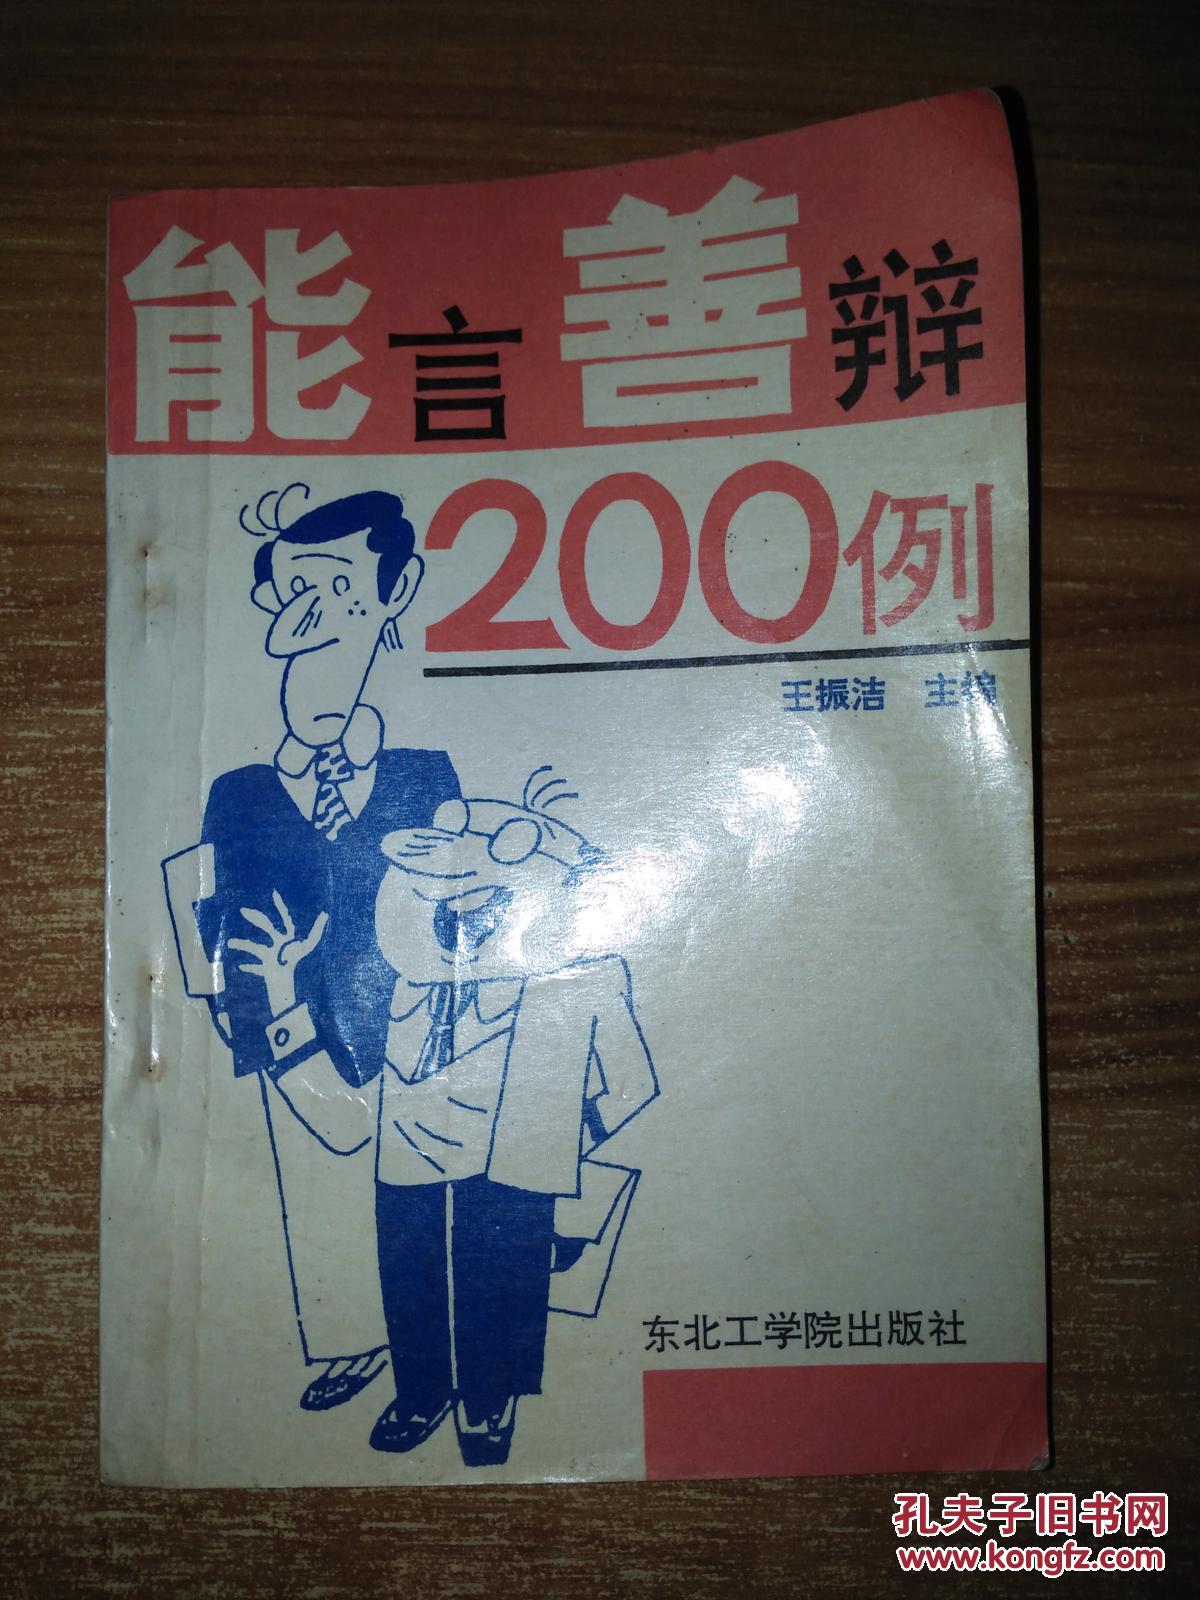 能言善辩
200例
王振洁 主编
东北工学院出版社
孔夫子旧书网
www.kongfz.com